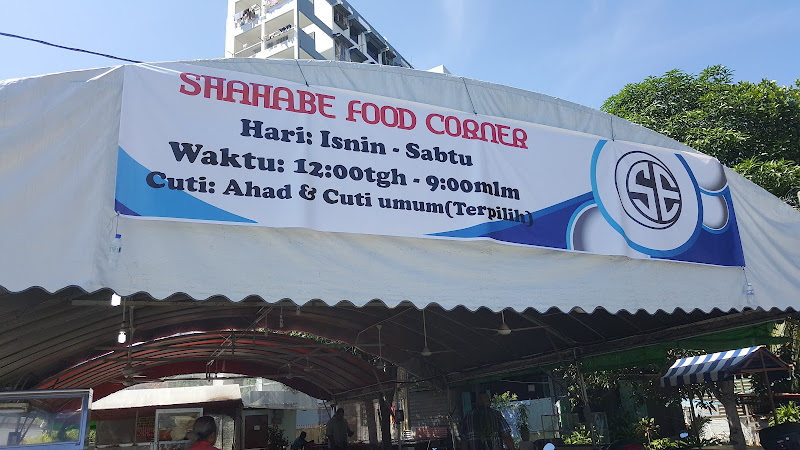 SHAHABE FOOD CORNER
Hari: Isnin - Sabtu
Waktu: 12:00tgh - 9:00mlm
Cuti: Ahad & Cuti umum(Terpilih)